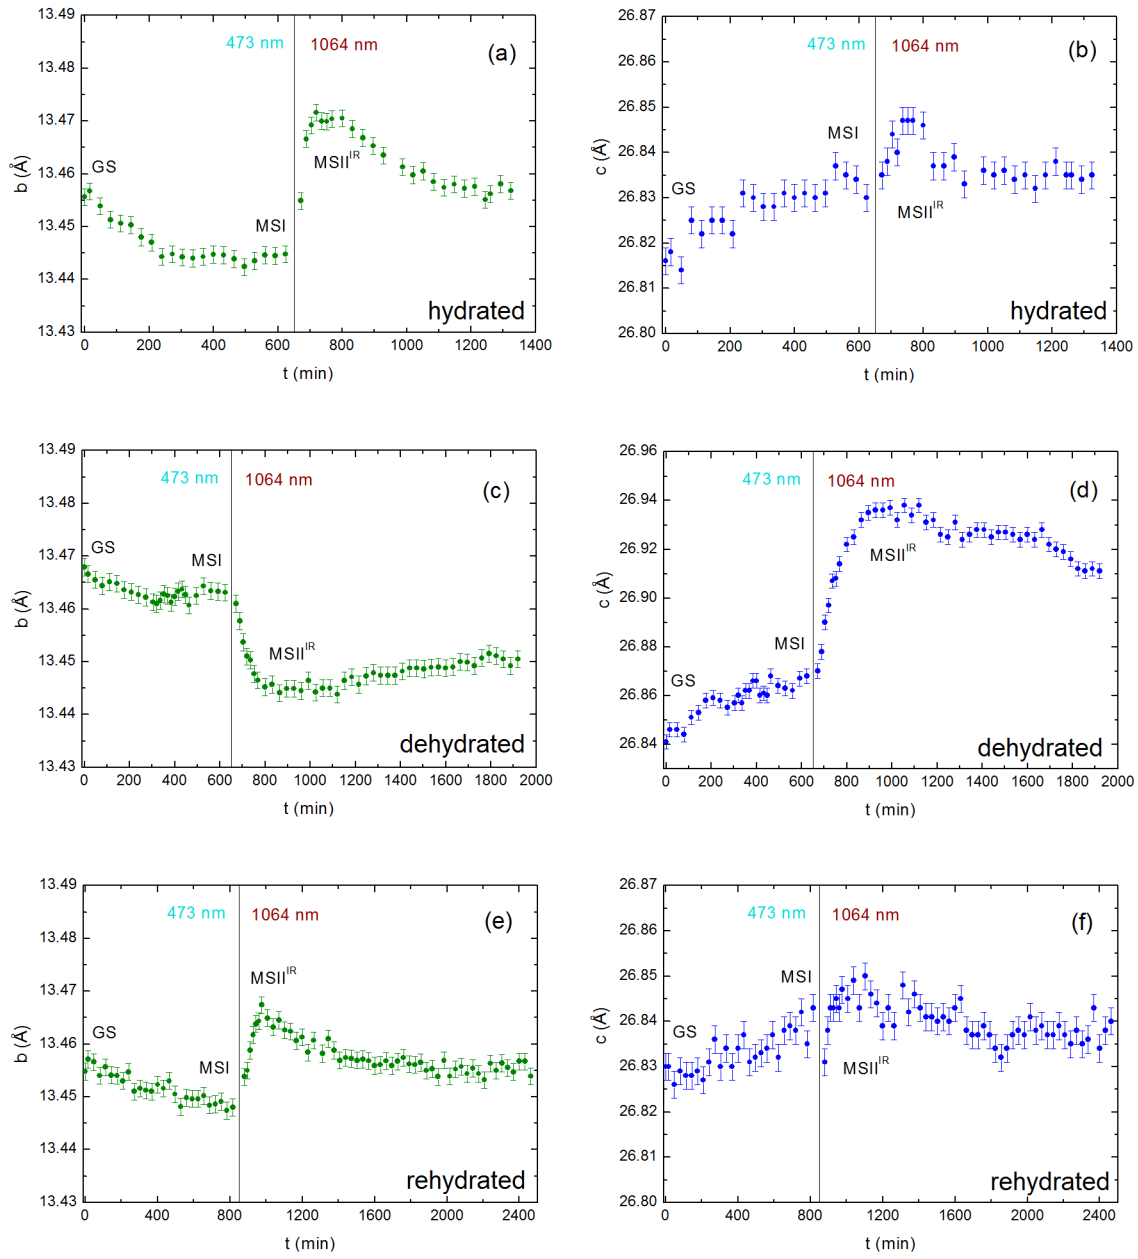 13.49
13.48
13.47
13.46
13.45
13.44
13.43
b (Å)
473 nm
1064 nm
(a)
GS
MSI
MSII^IR
hydrated
0 200 400 600 800 1000 1200 1400
t (min)
26.87
26.86
26.85
26.84
26.83
26.82
26.81
26.80
c (Å)
473 nm
1064 nm
(b)
GS
MSI
MSII^IR
hydrated
0 200 400 600 800 1000 1200 1400
t (min)
13.49
13.48
13.47
13.46
13.45
13.44
13.43
b (Å)
473 nm
1064 nm
(c)
GS
MSI
MSII^IR
dehydrated
0 200 400 600 800 1000 1200 1400 1600 1800 2000
t (min)
26.96
26.94
26.92
26.90
26.88
26.86
26.84
c (Å)
473 nm
1064 nm
(d)
GS
MSI
MSII^IR
dehydrated
0 200 400 600 800 1000 1200 1400 1600 1800 2000
t (min)
13.49
13.48
13.47
13.46
13.45
13.44
13.43
b (Å)
473 nm
1064 nm
(e)
GS
MSI
MSII^IR
rehydrated
0 400 800 1200 1600 2000 2400
t (min)
26.87
26.86
26.85
26.84
26.83
26.82
26.81
26.80
c (Å)
473 nm
1064 nm
(f)
GS
MSI
MSII^IR
rehydrated
0 400 800 1200 1600 2000 2400
t (min)